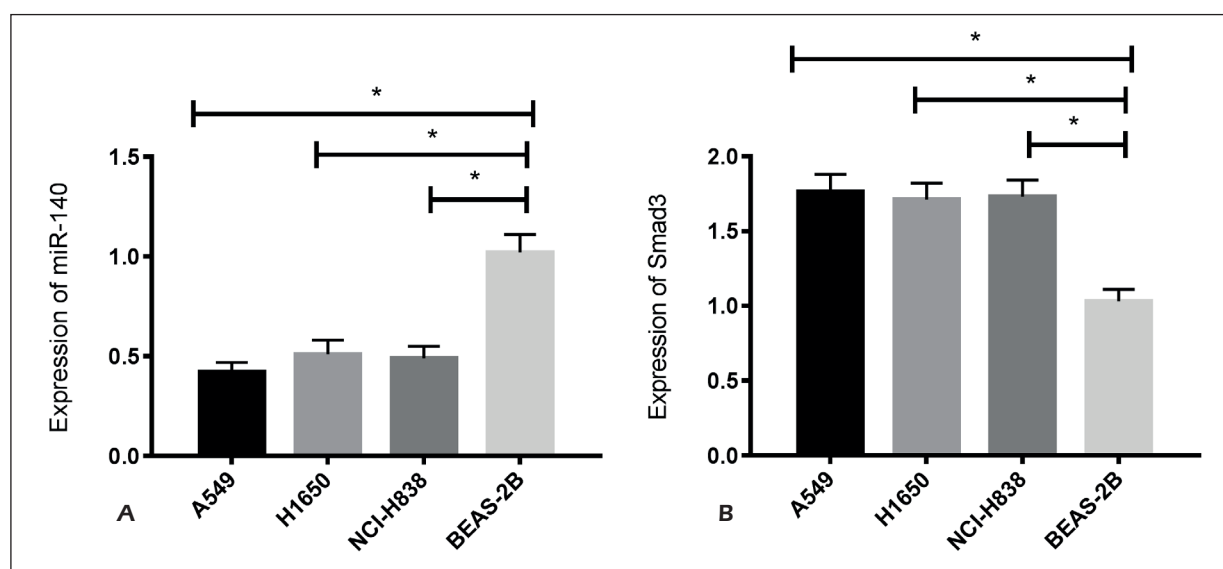 *
*
*
1.5
1.0
0.5
0.0
Expression of miR-140
A549
H1650
NCI-H838
BEAS-2B
A
*
*
*
2.0
1.5
1.0
0.5
0.0
Expression of Smad3
A549
H1650
NCI-H838
BEAS-2B
B